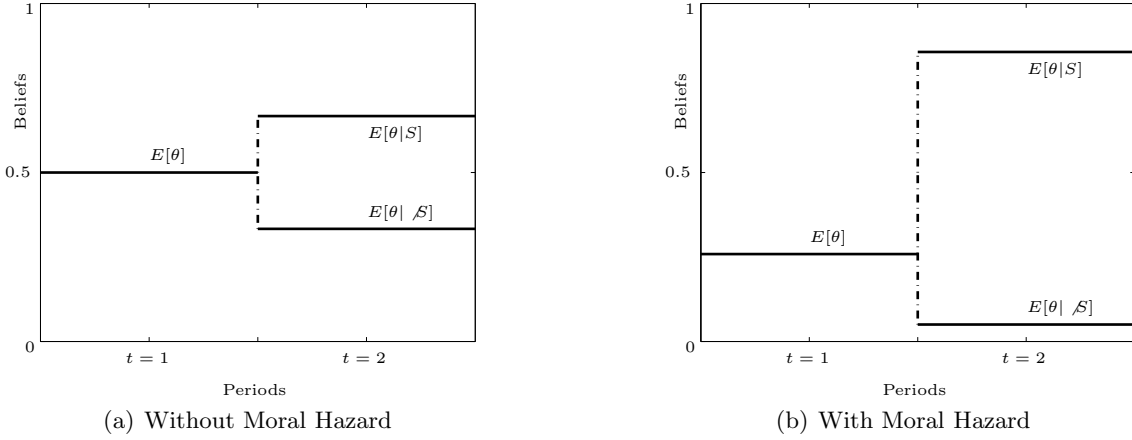 1
Beliefs
E[θ|S]
E[θ]
0.5
E[θ| S̸]
0
t = 1
t = 2
Periods
(a) Without Moral Hazard
1
E[θ|S]
Beliefs
0.5
E[θ]
E[θ| S̸]
0
t = 1
t = 2
Periods
(b) With Moral Hazard